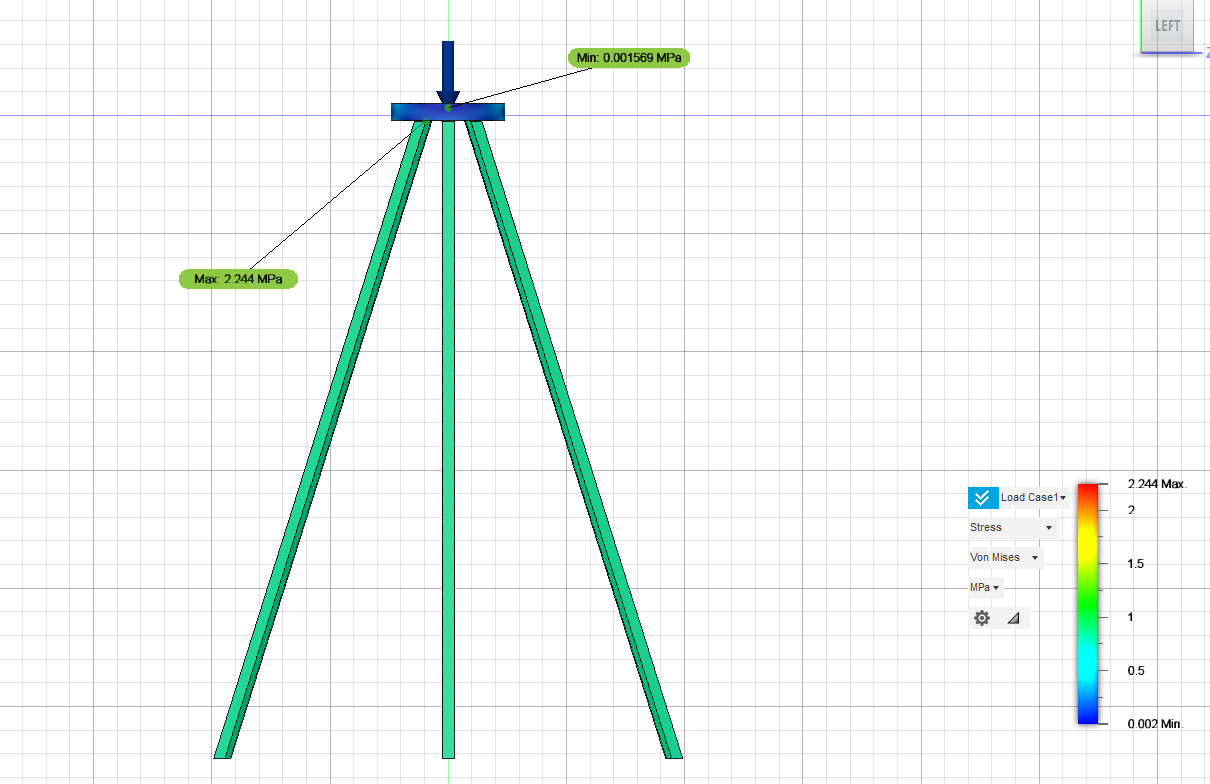 LEFT
Z
Min: 0.001569 MPa
Max: 2.244 MPa
Load Case1
Stress
Von Mises
MPa
2.244 Max.
2
1.5
1
0.5
0.002 Min.